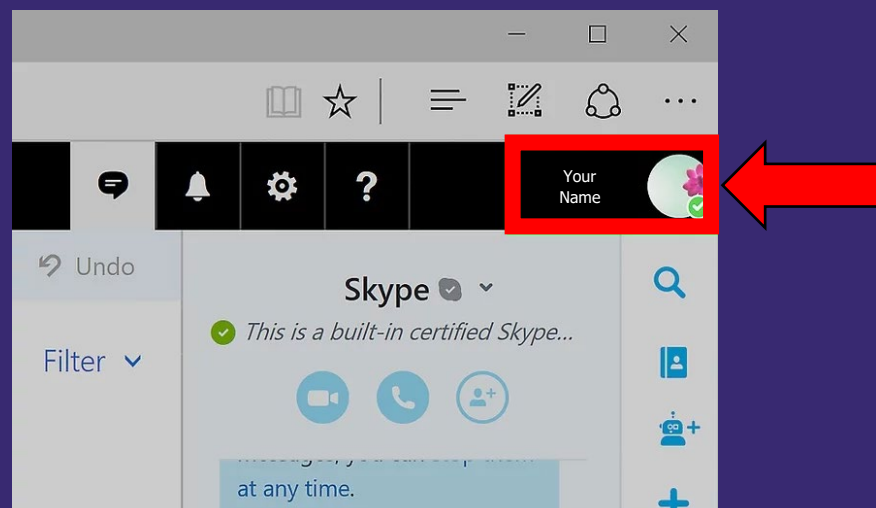 ?
Your
Name
Undo
Skype
This is a built-in certified Skype...
Filter
at any time.